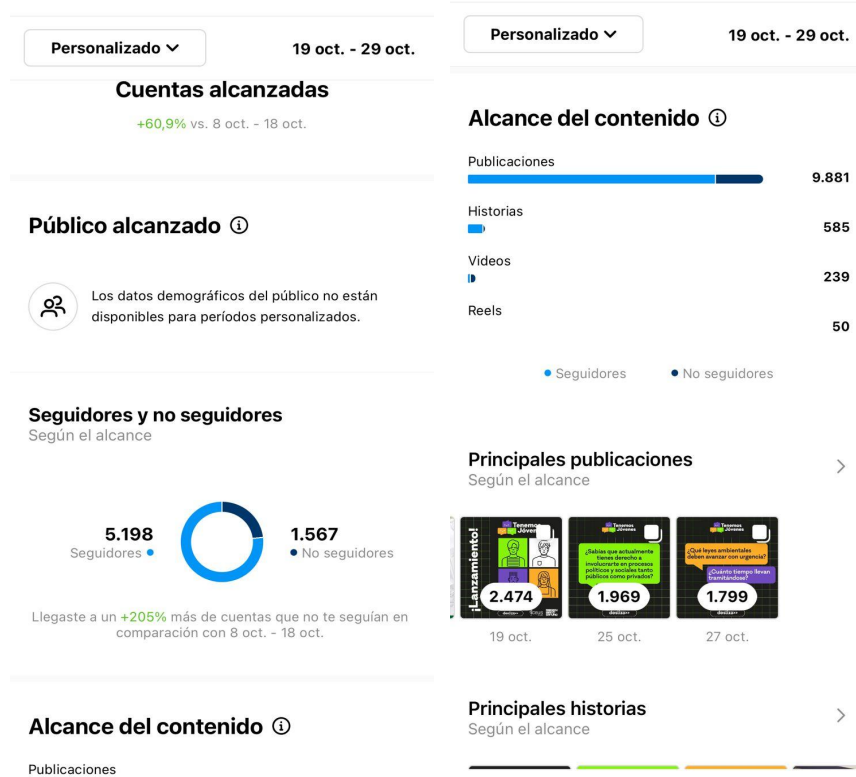 Personalizado
19 oct. - 29 oct.
Cuentas alcanzadas
+60,9% vs. 8 oct. - 18 oct.
Público alcanzado
Los datos demográficos del público no están
disponibles para períodos personalizados.
Seguidores y no seguidores
Según el alcance
5.198
Seguidores
1.567
No seguidores
Llegaste a un +205% más de cuentas que no te seguían en
comparación con 8 oct. - 18 oct.
Alcance del contenido
Publicaciones
Personalizado
19 oct. - 29 oct.
Alcance del contenido
Publicaciones
9.881
Historias
585
Videos
239
Reels
50
Seguidores
No seguidores
Principales publicaciones
Según el alcance
¡Lanzamiento!
Tenemos
2.474
19 oct.
Tenemos
Jóvenes
¿Sabías que actualmente
tienes derecho a
involucrarte en procesos
políticos y sociales tanto
públicos como privados?
1.969
desliza>>
25 oct.
Tenemos
Jóvenes
¿Qué leyes ambientales
deben avanzar con urgencia?
¿Cuánto tiempo llevan
tramitándose?
1.799
desliza>>
27 oct.
Principales historias
Según el alcance